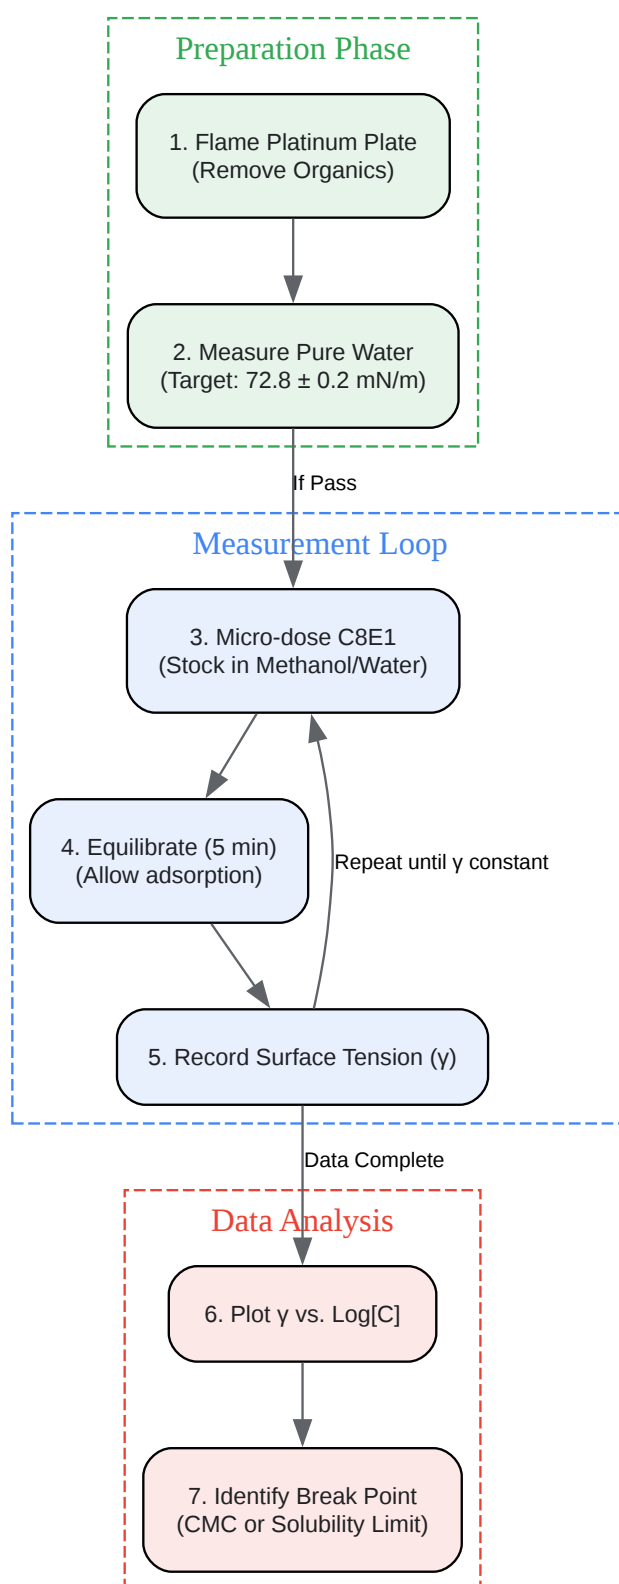 Preparation Phase
1. Flame Platinum Plate
(Remove Organics)
2. Measure Pure Water
(Target: 72.8 ± 0.2 mN/m)
If Pass
Measurement Loop
3. Micro-dose C8E1
(Stock in Methanol/Water)
4. Equilibrate (5 min)
(Allow adsorption)
Repeat until γ constant
5. Record Surface Tension (γ)
Data Complete
Data Analysis
6. Plot γ vs. Log[C]
7. Identify Break Point
(CMC or Solubility Limit)